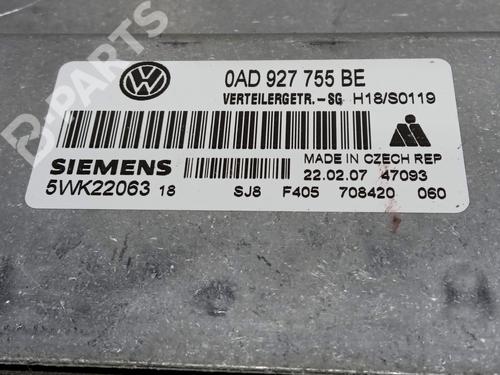 B-PARTS
0AD 927 755 BE
VERTEILERGETR.-SG H18/S0119
SIEMENS
MADE IN CZECH REP
5WK22063 18
22.02.07 47093
SJ8 F405 708420 060